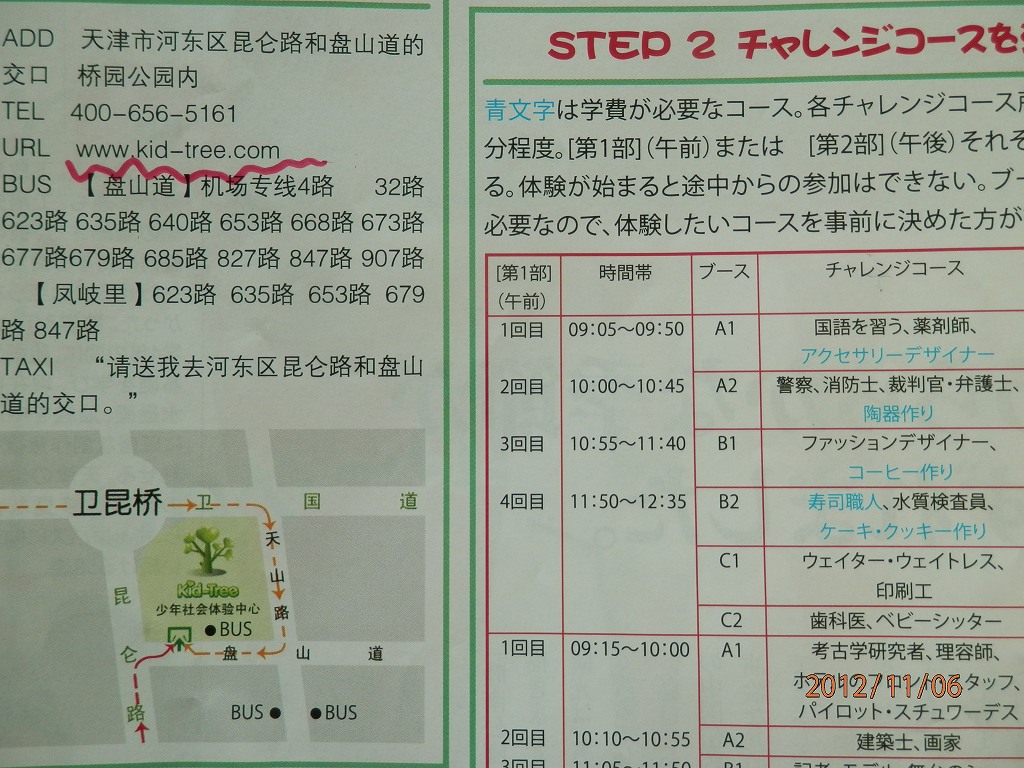 ADD 天津市河东区昆仑路和盘山道的
交口 桥园公园内
TEL 400-656-5161
URL www.kid-tree.com
BUS 【盘山道】机场专线4路 32路
623路 635路 640路 653路 668路 673路
677路679路 685路 827路 847路 907路
【凤岐里】623路 635路 653路 679
路 847路
TAXI “请送我去河东区昆仑路和盘山
道的交口。”
卫昆桥
卫国道
天山路
昆仑路
Kid-Tree
少年社会体验中心
●BUS
盘山道
BUS● ●BUS
STEP 2 チャレンジコースを
青文字は学費が必要なコース。各チャレンジコース
分程度。[第1部](午前)または [第2部](午後)それぞ
る。体験が始まると途中からの参加はできない。ブー
必要なので、体験したいコースを事前に決めた方が
[第1部](午前) 時間帯 ブース チャレンジコース
1回目 09:05〜09:50 A1 国語を習う、薬剤師、
アクセサリーデザイナー
2回目 10:00〜10:45 A2 警察、消防士、裁判官・弁護士、
陶器作り
3回目 10:55〜11:40 B1 ファッションデザイナー、
コーヒー作り
4回目 11:50〜12:35 B2 寿司職人、水質検査員、
ケーキ・クッキー作り
C1 ウェイター・ウェイトレス、
印刷工
C2 歯科医、ベビーシッター
1回目 09:15〜10:00 A1 考古学研究者、理容師、
ホテルのフロント・スタッフ、
パイロット・スチュワーデス
2回目 10:10〜10:55 A2 建築士、画家
3回目 11:05〜11:50 B1
2012/11/06